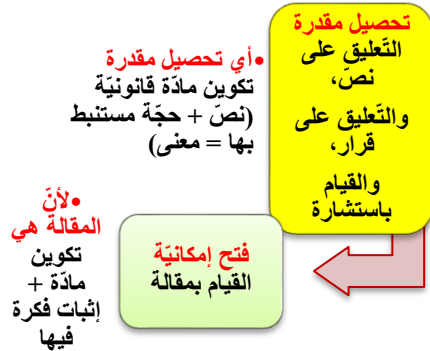 تحصيل مقدرة
التّعليق على
نصّ،
والتّعليق على
قرار،
والقيام
باستشارة
•أي تحصيل مقدرة
تكوين مادّة قانونيّة
(نصّ + حجّة مستنبط
بها = معنى)
فتح إمكانيّة
القيام بمقالة
•لأنّ
المقالة هي
تكوين
مادّة +
إثبات فكرة
فيها